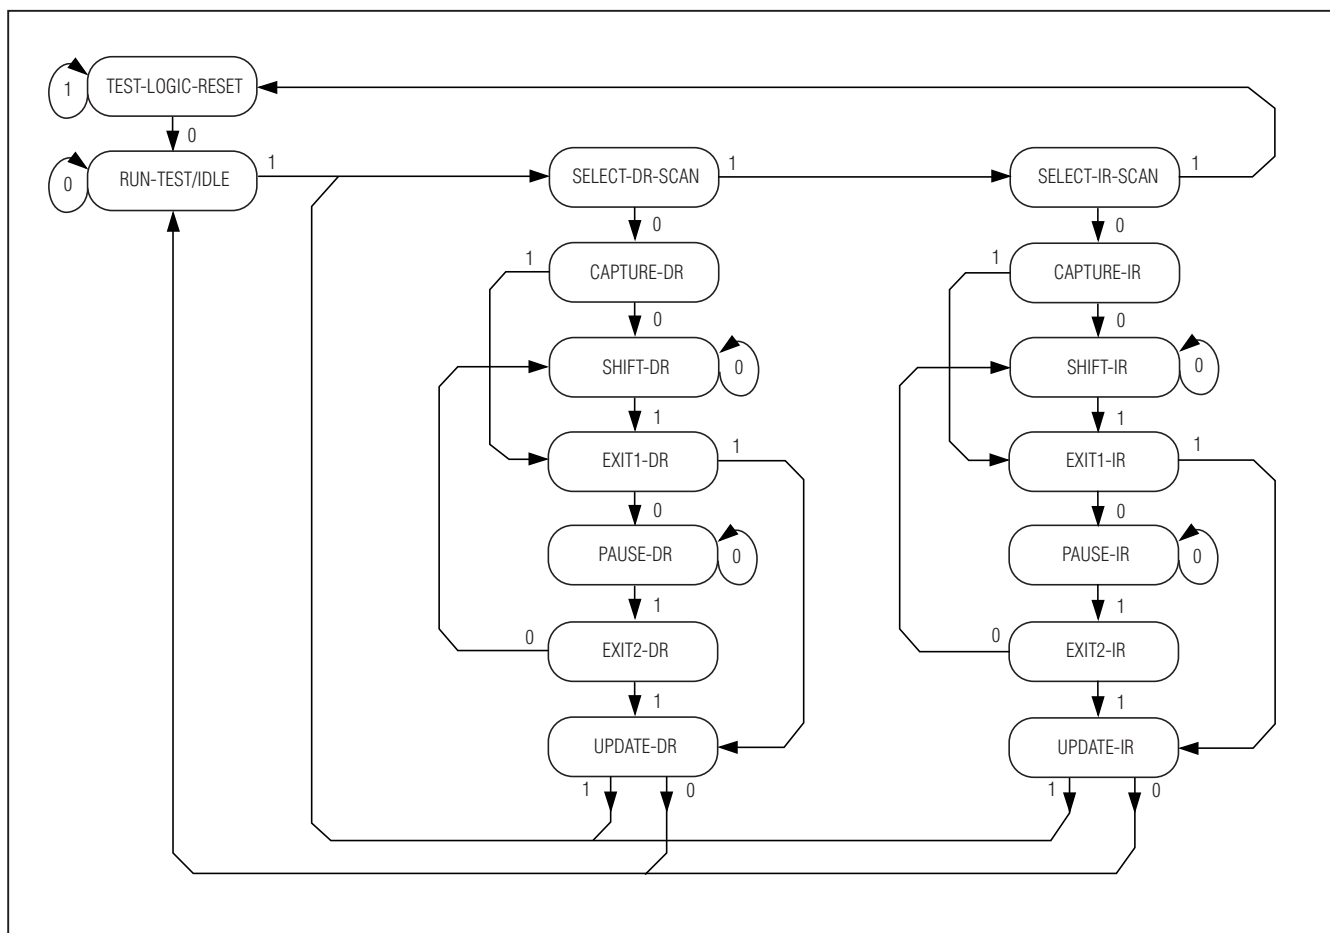 TEST-LOGIC-RESET
1
0
RUN-TEST/IDLE
0
1
SELECT-DR-SCAN
1
SELECT-IR-SCAN
1
0
0
1
CAPTURE-DR
1
CAPTURE-IR
0
0
SHIFT-DR
0
SHIFT-IR
0
1
1
EXIT1-DR
1
EXIT1-IR
1
0
0
PAUSE-DR
0
PAUSE-IR
0
1
1
0
EXIT2-DR
0
EXIT2-IR
1
1
UPDATE-DR
UPDATE-IR
1
0
1
0